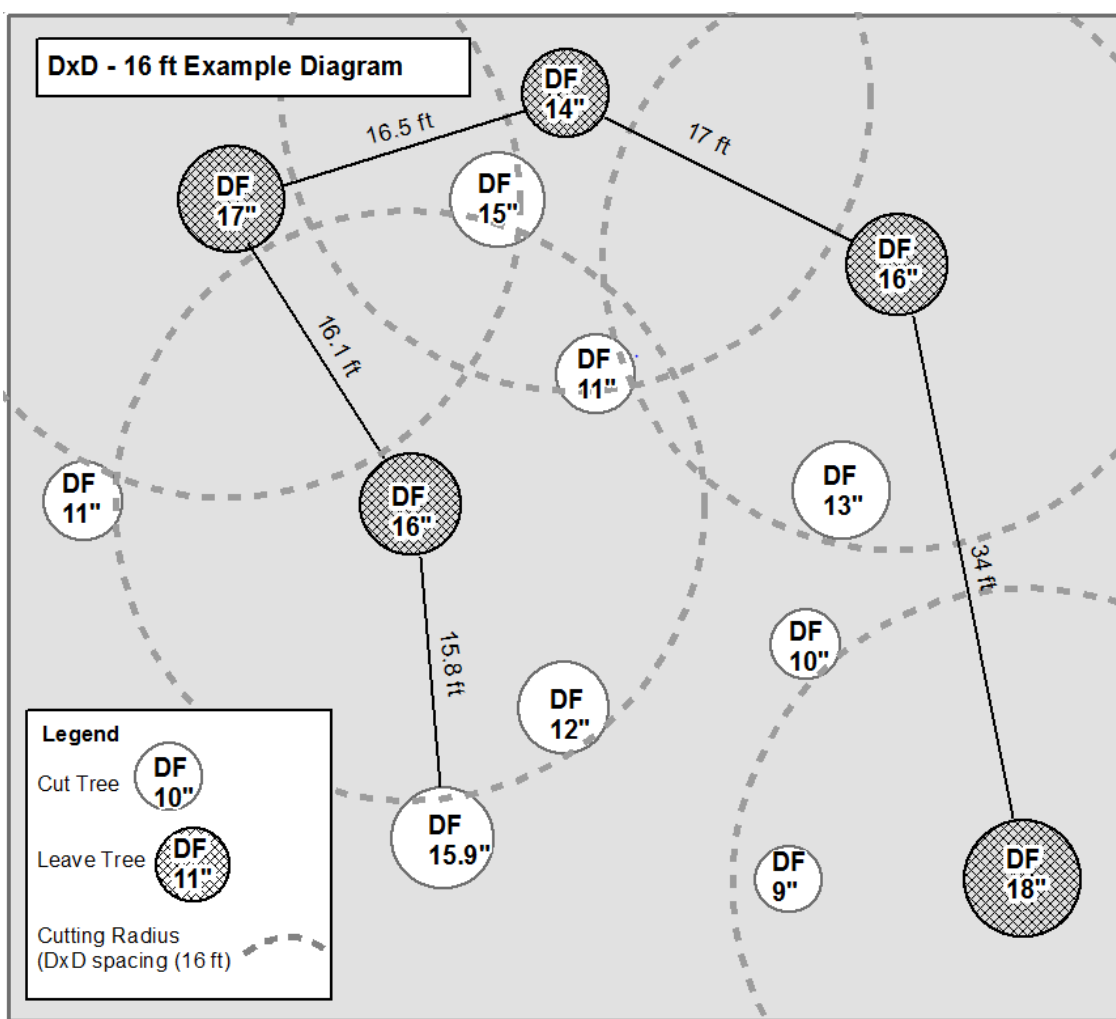 DxD - 16 ft Example Diagram
DF
14"
16.5 ft
17 ft
DF
17"
DF
15"
DF
16"
16.1 ft
DF
11"
DF
11"
DF
16"
DF
13"
34 ft
15.8 ft
DF
10"
DF
12"
DF
15.9"
DF
9"
DF
18"
Legend
Cut Tree
DF
10"
Leave Tree
DF
11"
Cutting Radius
(DxD spacing (16 ft)